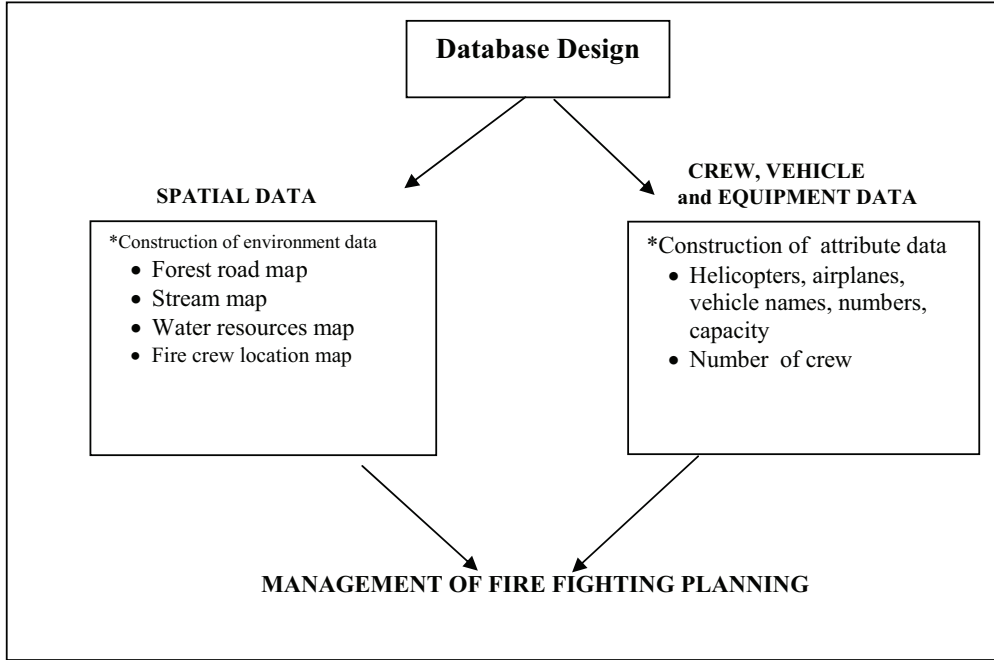 Database Design
SPATIAL DATA
*Construction of environment data
• Forest road map
• Stream map
• Water resources map
• Fire crew location map
CREW, VEHICLE
and EQUIPMENT DATA
*Construction of attribute data
• Helicopters, airplanes,
vehicle names, numbers,
capacity
• Number of crew
MANAGEMENT OF FIRE FIGHTING PLANNING